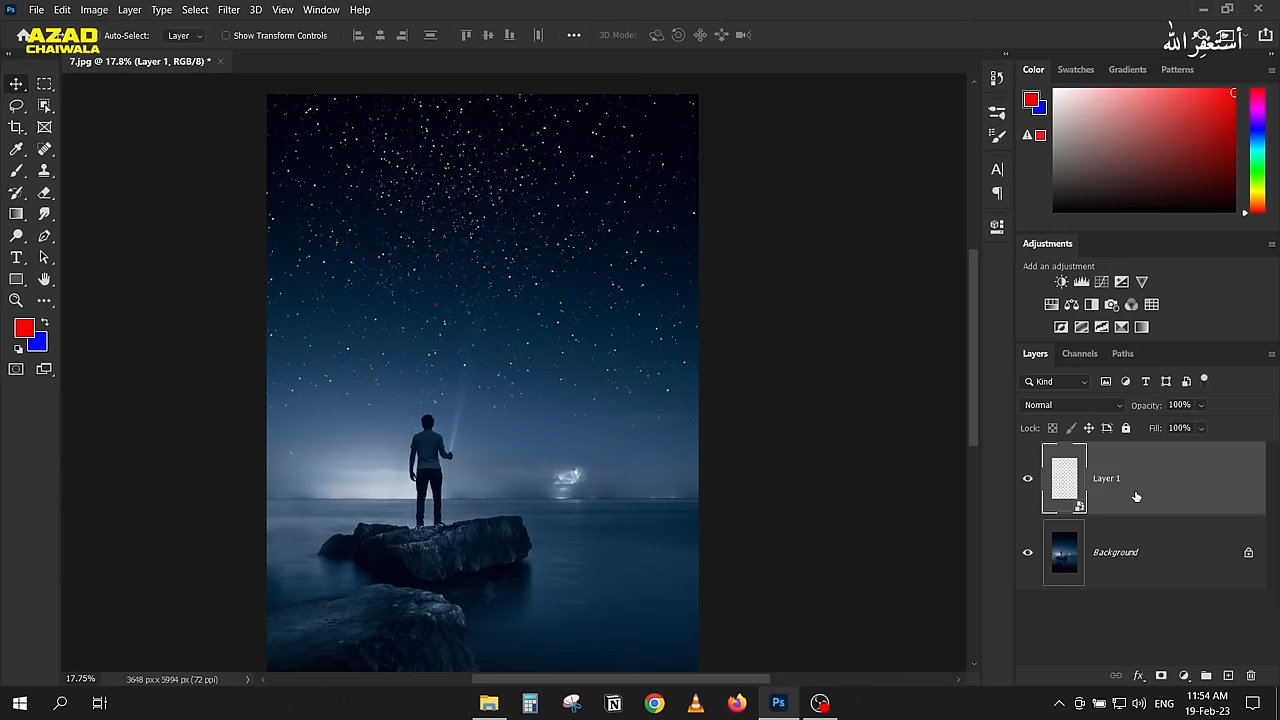 Ps File Edit Image Layer Type Select Filter 3D View Window Help
AZAD
CHAIWALA
Auto-Select: Layer Show Transform Controls 3D Mode:
أستغفر الله
7.jpg @ 17.8% (Layer 1, RGB/8) *
Color Swatches Gradients Patterns
Adjustments
Add an adjustment
Layers Channels Paths
Kind
Normal Opacity: 100%
Lock: Fill: 100%
Layer 1
Background
17.75% 3648 px x 5994 px (72 ppi)
Ps ENG 11:54 AM
19-Feb-23